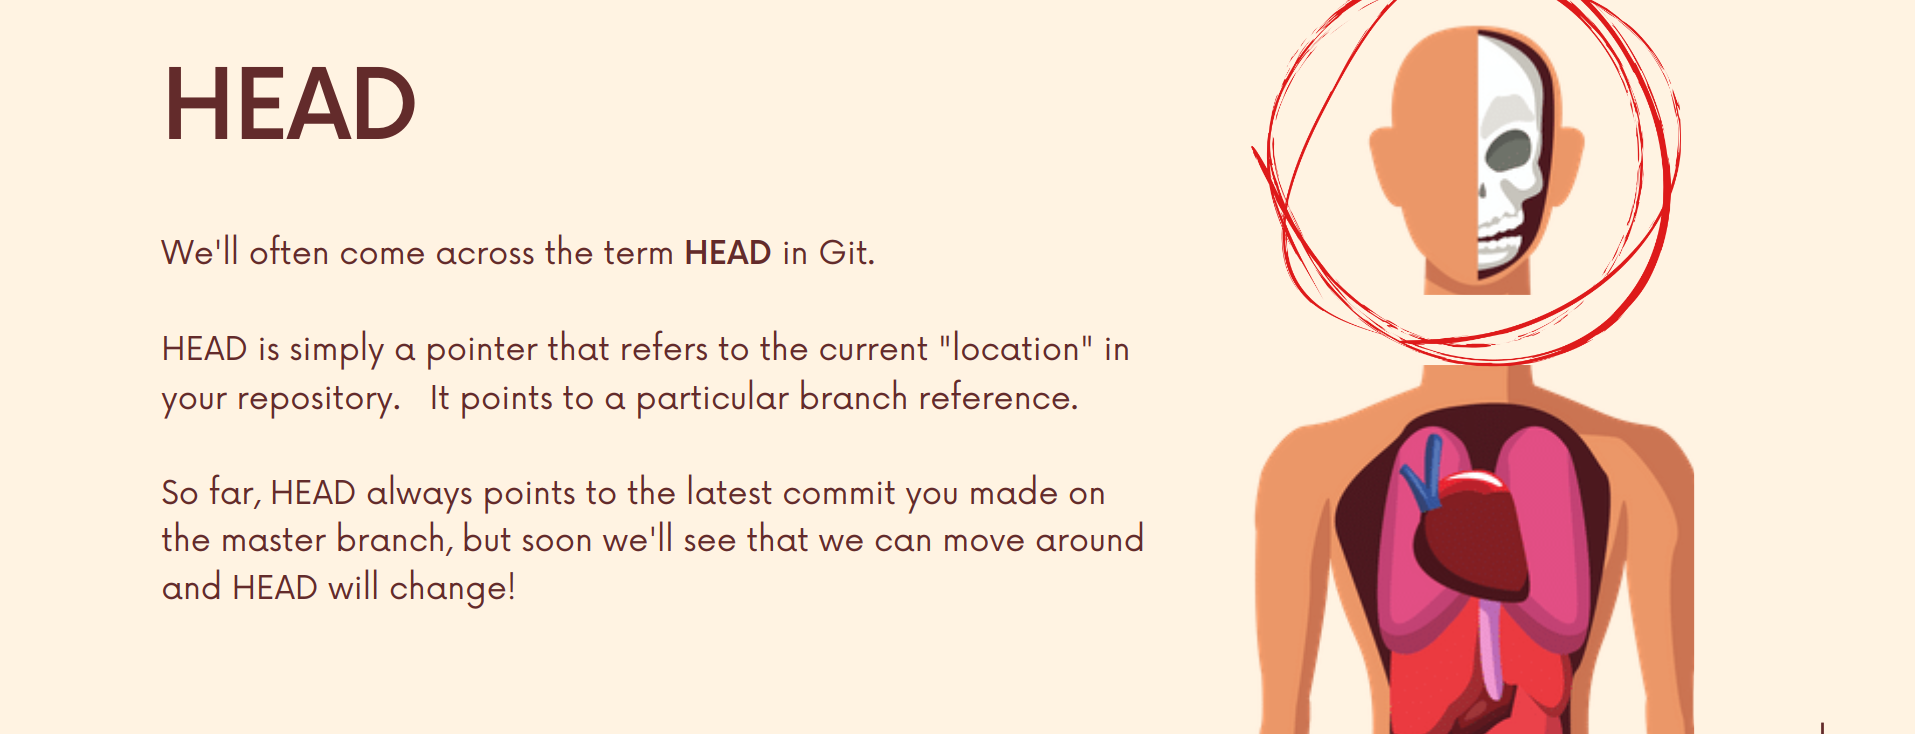 HEAD
We'll often come across the term HEAD in Git.
HEAD is simply a pointer that refers to the current "location" in
your repository.   It points to a particular branch reference.
So far, HEAD always points to the latest commit you made on
the master branch, but soon we'll see that we can move around
and HEAD will change!